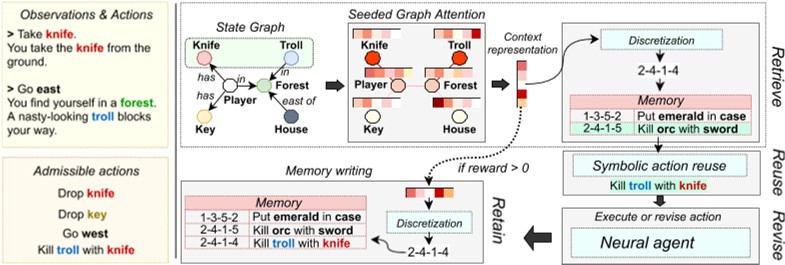 Observations & Actions
> Take knife.
You take the knife from the
ground.
> Go east
You find yourself in a forest.
A nasty-looking troll blocks
your way.
Admissible actions
Drop knife
Drop key
Go west
Kill troll with knife
State Graph
Knife
Troll
has
in
in
Player
Forest
has
east of
Key
House
Seeded Graph Attention
Knife
Troll
Player
Forest
Key
House
Context
representation
Discretization
2-4-1-4
Memory
1-3-5-2 Put emerald in case
2-4-1-5 Kill orc with sword
Retrieve
Symbolic action reuse
Kill troll with knife
Reuse
Execute or revise action
Neural agent
Revise
if reward > 0
Memory writing
Memory
1-3-5-2 Put emerald in case
2-4-1-5 Kill orc with sword
2-4-1-4 Kill troll with knife
Discretization
2-4-1-4
Retain